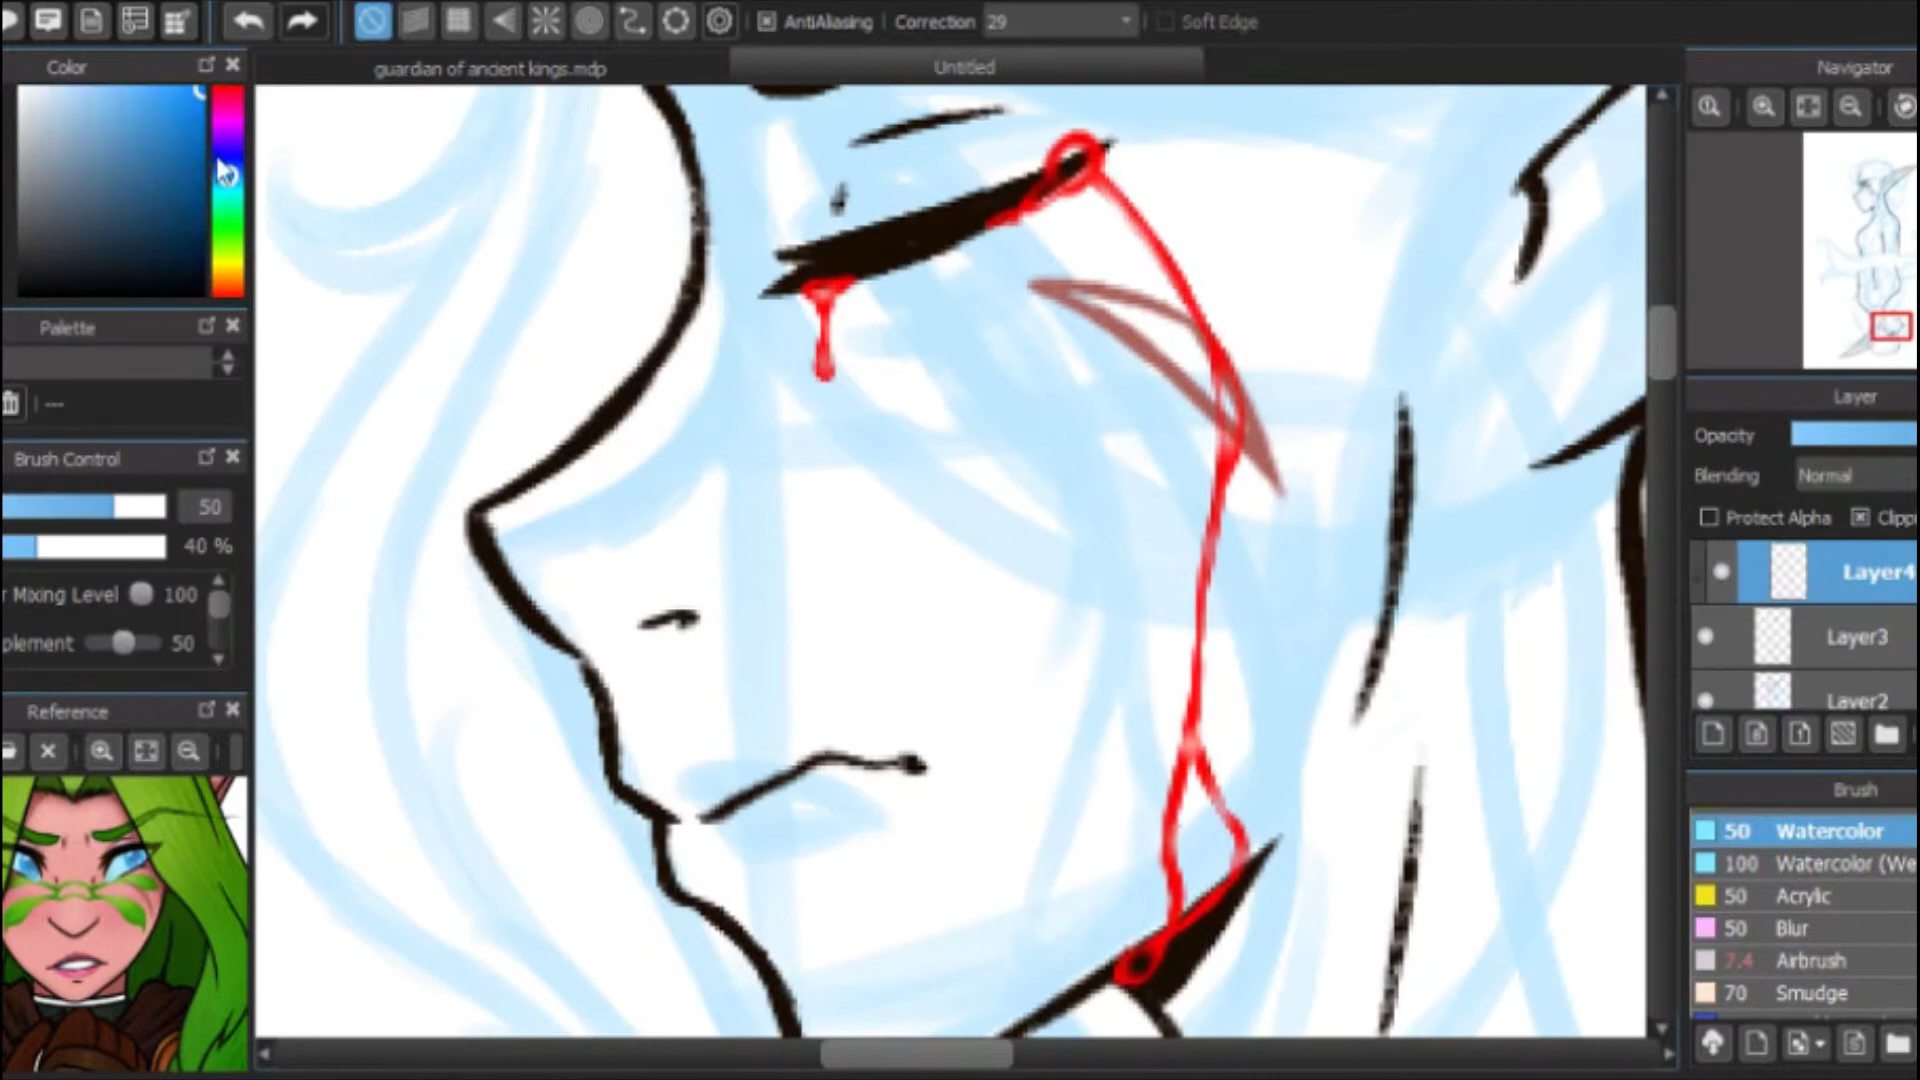 AntiAliasing Correction 29 Soft Edge
Color
guardian of ancient kings.mdp
Untitled
Navigator
Palette
---
Brush Control
50
40 %
r Mixing Level 100
plement 50
Reference
Layer
Opacity
Blending Normal
Protect Alpha Clipp
Layer4
Layer3
Layer2
Brush
50 Watercolor
100 Watercolor (We
50 Acrylic
50 Blur
7.4 Airbrush
70 Smudge